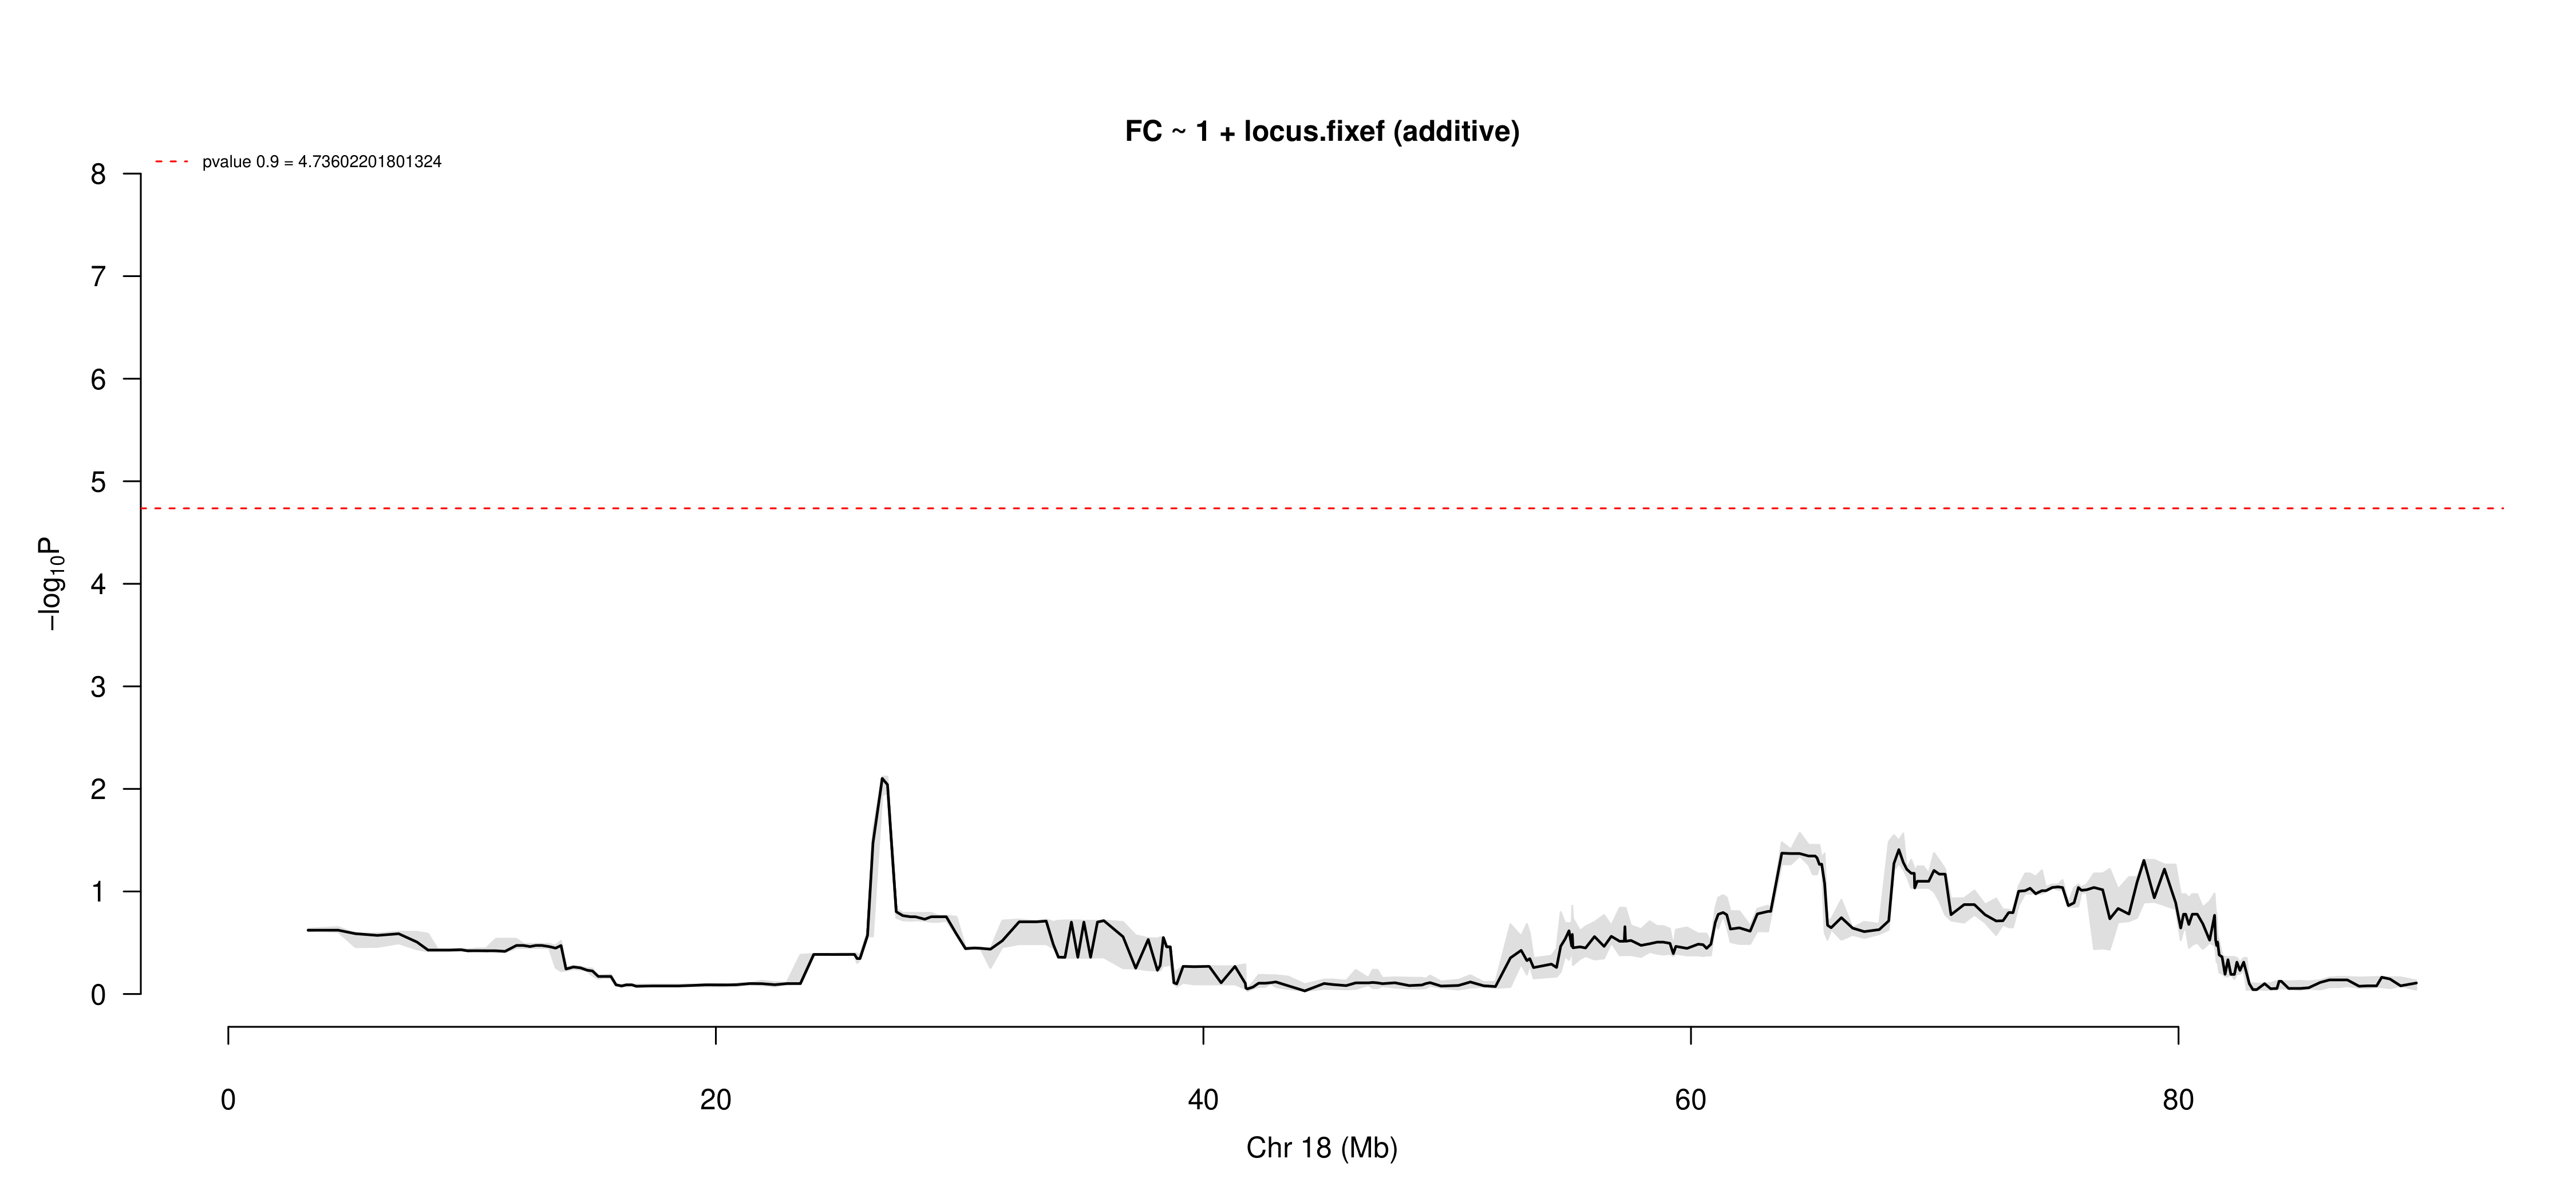 FC ~ 1 + locus.fixef (additive)
pvalue 0.9 = 4.73602201801324
8
7
6
5
4
3
2
1
0
−log10P
0 20 40 60 80
Chr 18 (Mb)